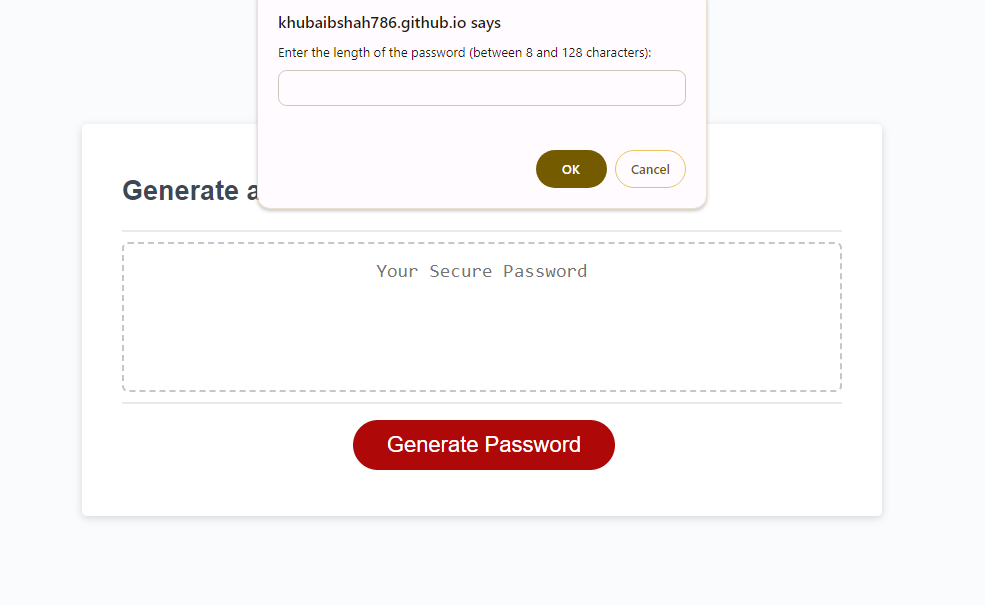 khubaibshah786.github.io says
Enter the length of the password (between 8 and 128 characters):
OK
Cancel
Generate a
Your Secure Password
Generate Password